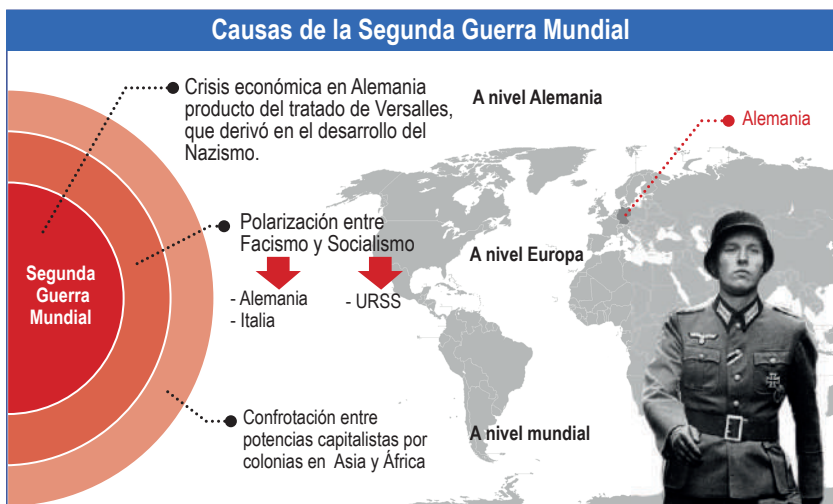 Causas de la Segunda Guerra Mundial
Crisis económica en Alemania
producto del tratado de Versalles,
que derivó en el desarrollo del
Nazismo.
A nivel Alemania
Alemania
Polarización entre
Facismo y Socialismo
A nivel Europa
- Alemania
- Italia
- URSS
Segunda
Guerra
Mundial
Confrotación entre
potencias capitalistas por
colonias en Asia y África
A nivel mundial